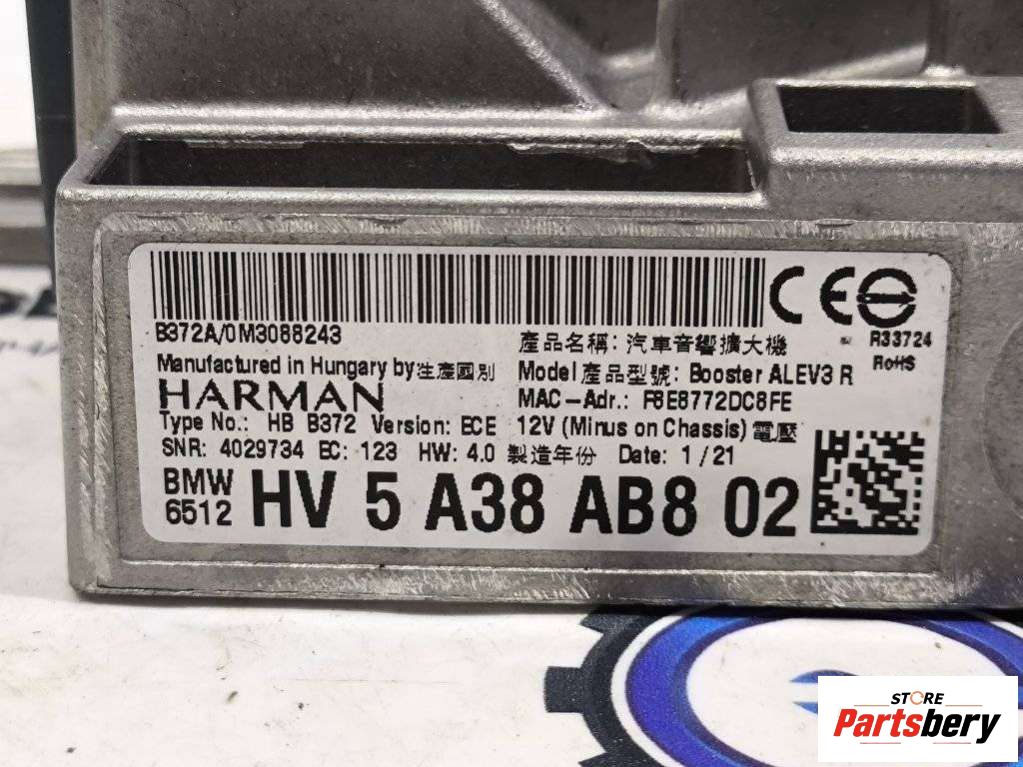 B372A/0M3088243
Manufactured in Hungary by生產國別
HARMAN
Type No.: HB B372 Version: ECE
SNR: 4029734 EC: 123 HW: 4.0 製造年份 Date: 1/21
產品名稱: 汽車音響擴大機
Model產品型號: Booster ALEV3 R
MAC-Adr.: F8E8772DC8FE
12V (Minus on Chassis) 電壓
CE
R33724
RoHS
BMW
6512
HV 5 A38 AB8 02
STORE
Partsbery